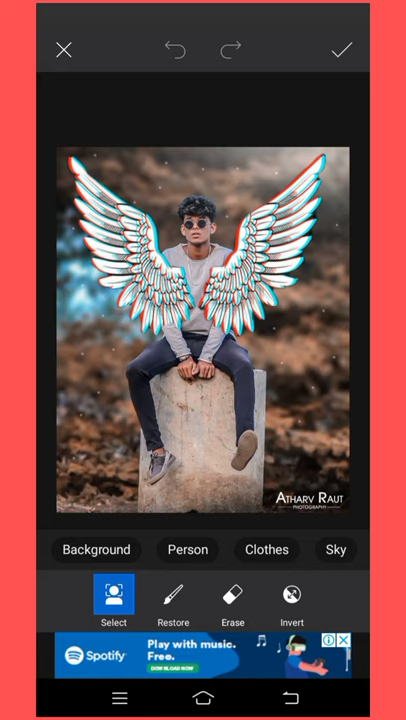 ATHARV RAUT
PHOTOGRAPHY
Background Person Clothes Sky
Select Restore Erase Invert
Spotify
Play with music.
Free.
DOWNLOAD NOW